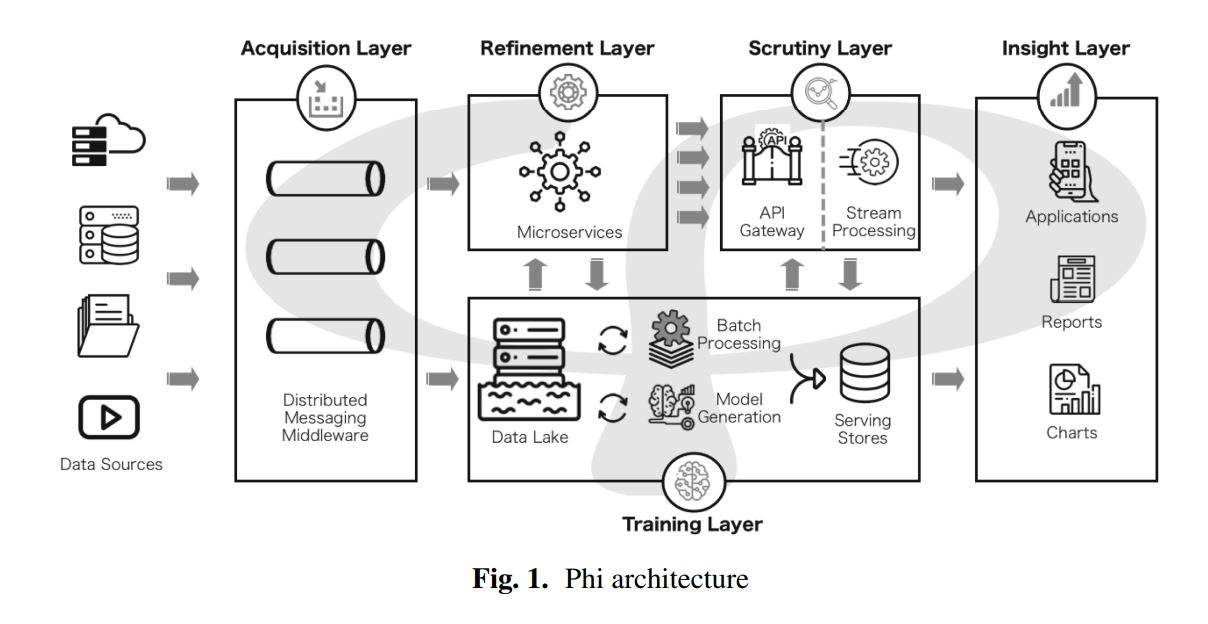 Acquisition Layer
Refinement Layer
Scrutiny Layer
Insight Layer
Data Sources
Distributed
Messaging
Middleware
Microservices
API
API
Gateway
Stream
Processing
Applications
Reports
Charts
Data Lake
Batch
Processing
Model
Generation
Serving
Stores
Training Layer
Fig. 1. Phi architecture